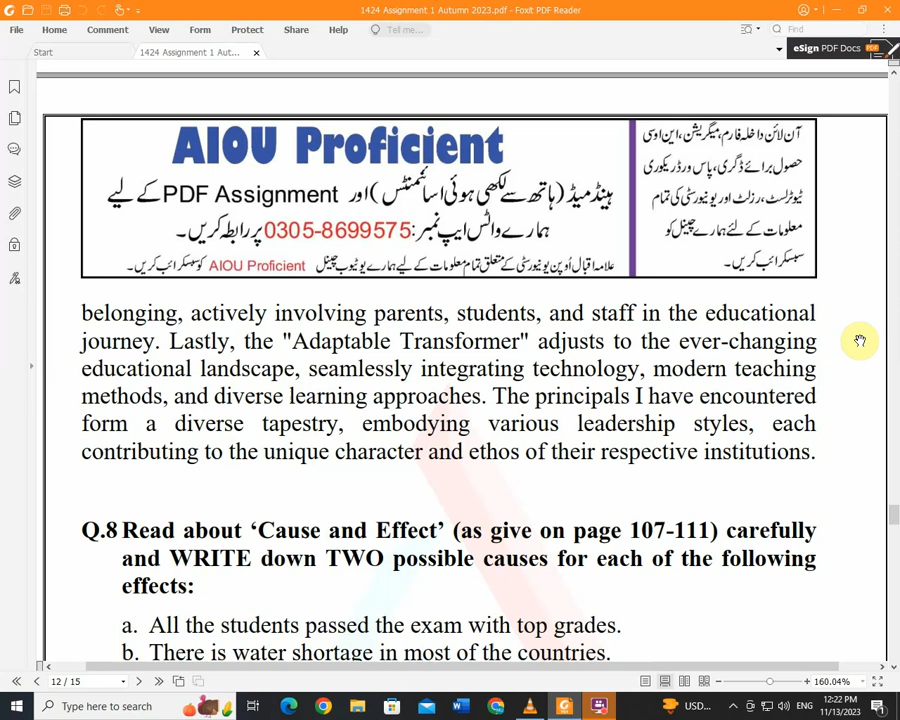 1424 Assignment 1 Autumn 2023.pdf - Foxit PDF Reader
File Home Comment View Form Protect Share Help Tell me... Find
Start 1424 Assignment 1 Aut... eSign PDF Docs
AIOU Proficient
ہینڈ میڈ (ہاتھ سے لکھی ہوئی اسائمنٹس) اور PDF Assignment کے لیے
ہمارے واٹس ایپ نمبر: 0305-8699575 پر رابطہ کریں۔
علامہ اقبال اوپن یونیورسٹی کے متعلق تمام معلومات کے لیے ہمارے یوٹیوب چینل AIOU Proficient کو سبسکرائب کریں۔
آن لائن داخلہ فارم، میگریشن، این او سی
حصول برائے ڈگری، پاس ورڈ ریکوری
ٹیوٹر لسٹ، رزلٹ اور یونیورسٹی کی تمام
معلومات کے لئے ہمارے چینل کو
سبسکرائب کریں۔
belonging, actively involving parents, students, and staff in the educational
journey. Lastly, the "Adaptable Transformer" adjusts to the ever-changing
educational landscape, seamlessly integrating technology, modern teaching
methods, and diverse learning approaches. The principals I have encountered
form a diverse tapestry, embodying various leadership styles, each
contributing to the unique character and ethos of their respective institutions.
Q.8 Read about ‘Cause and Effect’ (as give on page 107-111) carefully
and WRITE down TWO possible causes for each of the following
effects:
a. All the students passed the exam with top grades.
b. There is water shortage in most of the countries.
12 / 15 160.04%
Type here to search USD... ENG 12:22 PM
11/13/2023